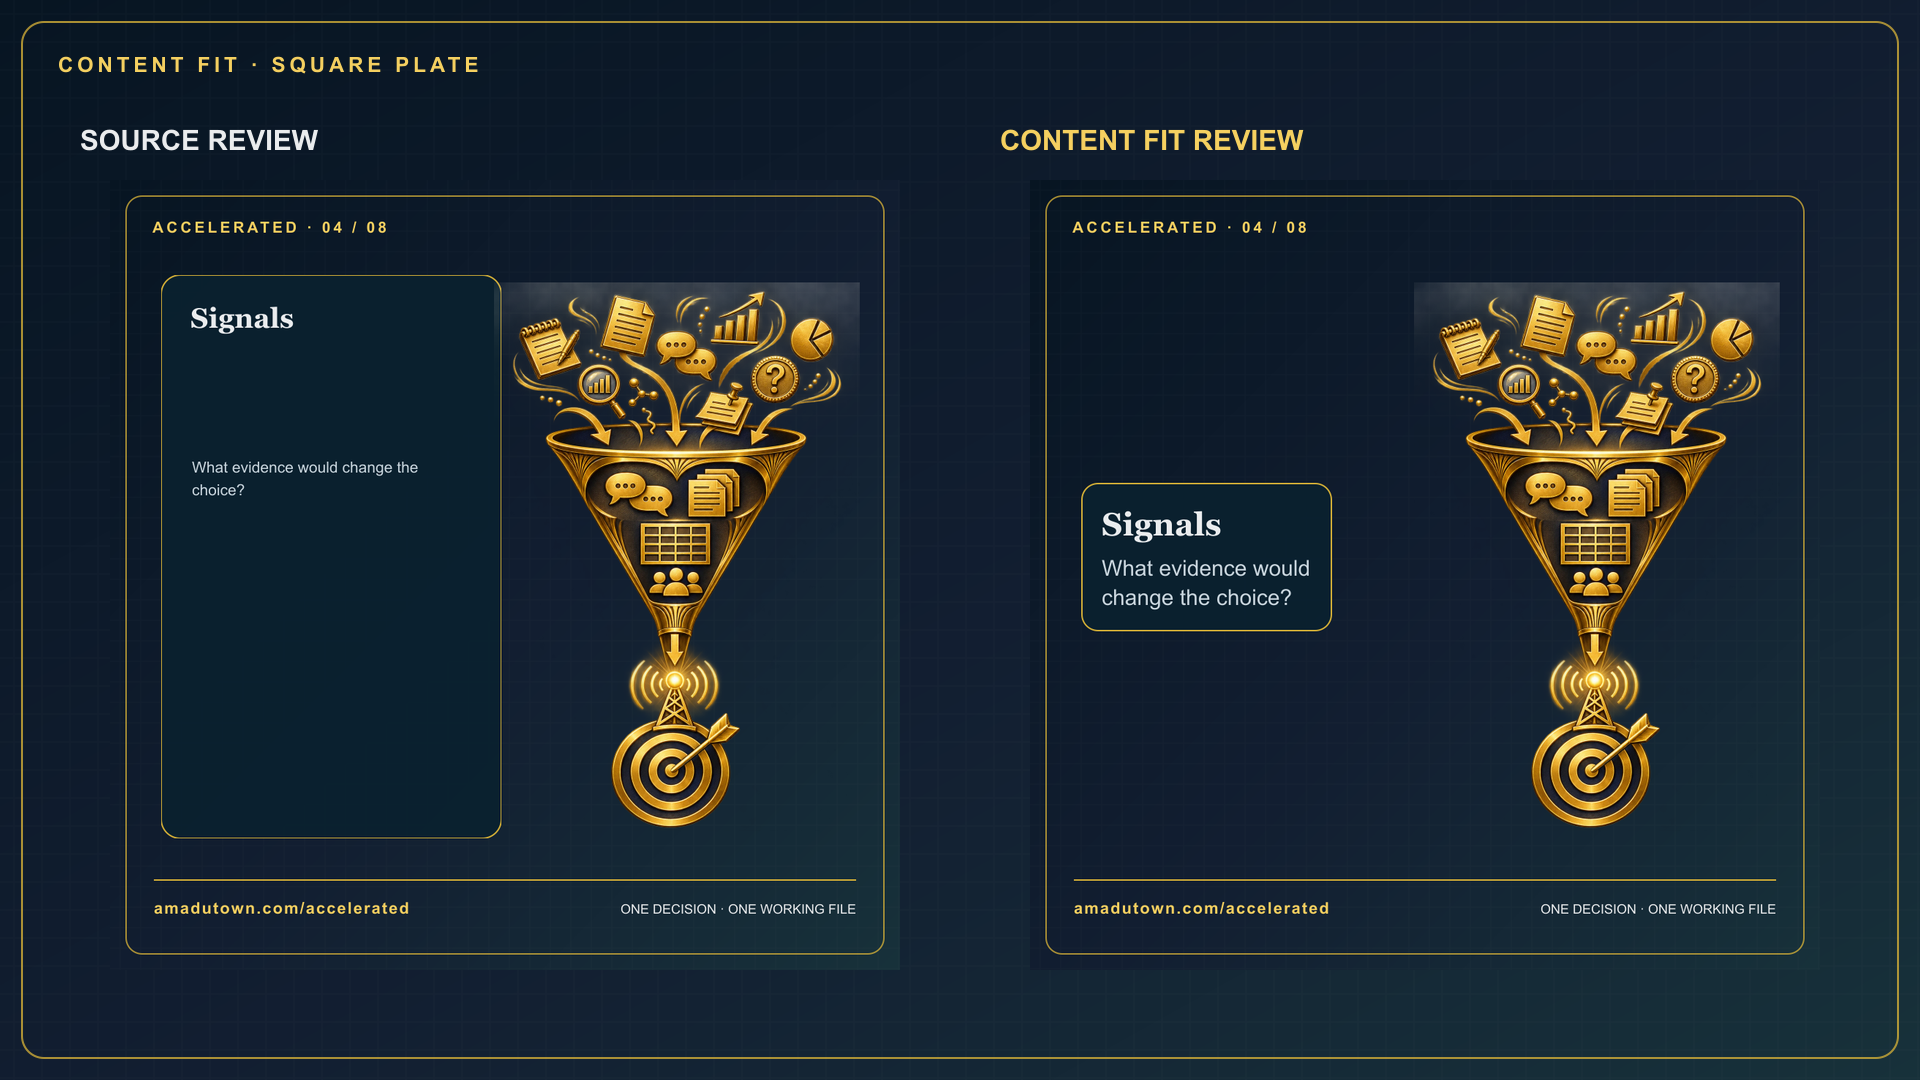 CONTENT FIT · SQUARE PLATE
SOURCE REVIEW
ACCELERATED · 04 / 08
Signals
What evidence would change the
choice?
amadutown.com/accelerated
ONE DECISION · ONE WORKING FILE
CONTENT FIT REVIEW
ACCELERATED · 04 / 08
Signals
What evidence would
change the choice?
amadutown.com/accelerated
ONE DECISION · ONE WORKING FILE